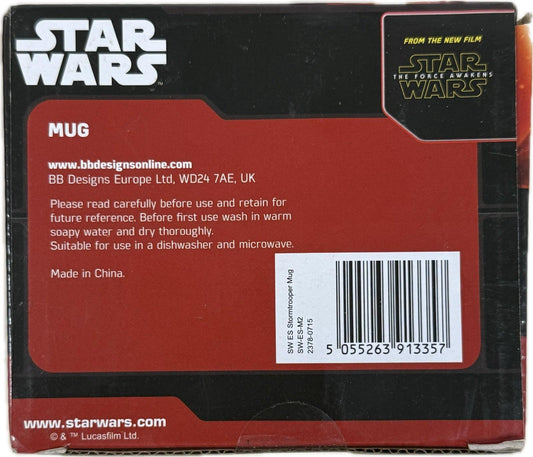 STAR
WARS
FROM THE NEW FILM
STAR
THE FORCE AWAKENS
WARS
MUG
www.bbdesignsonline.com
BB Designs Europe Ltd, WD24 7AE, UK
Please read carefully before use and retain for
future reference. Before first use wash in warm
soapy water and dry thoroughly.
Suitable for use in a dishwasher and microwave.
Made in China.
SW ES Stormtrooper Mug
SW-ES-M2
2378-0715
5 055263 913357
www.starwars.com
© & ™ Lucasfilm Ltd.